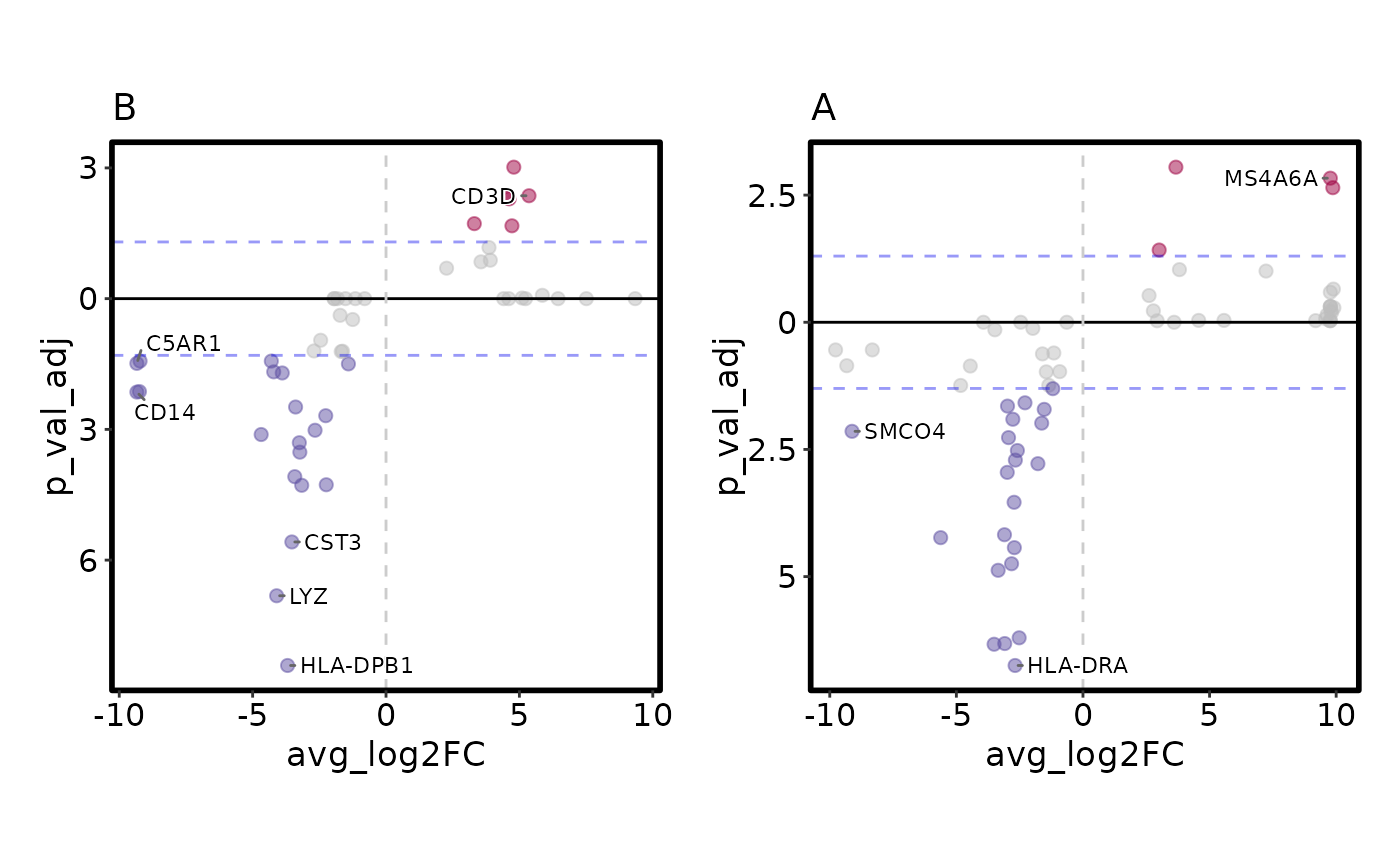 B
3
0
3
6
p_val_adj
CD3D
C5AR1
CD14
CST3
LYZ
HLA-DPB1
-10 -5 0 5 10
avg_log2FC
A
2.5
0
2.5
5
p_val_adj
MS4A6A
SMCO4
HLA-DRA
-10 -5 0 5 10
avg_log2FC